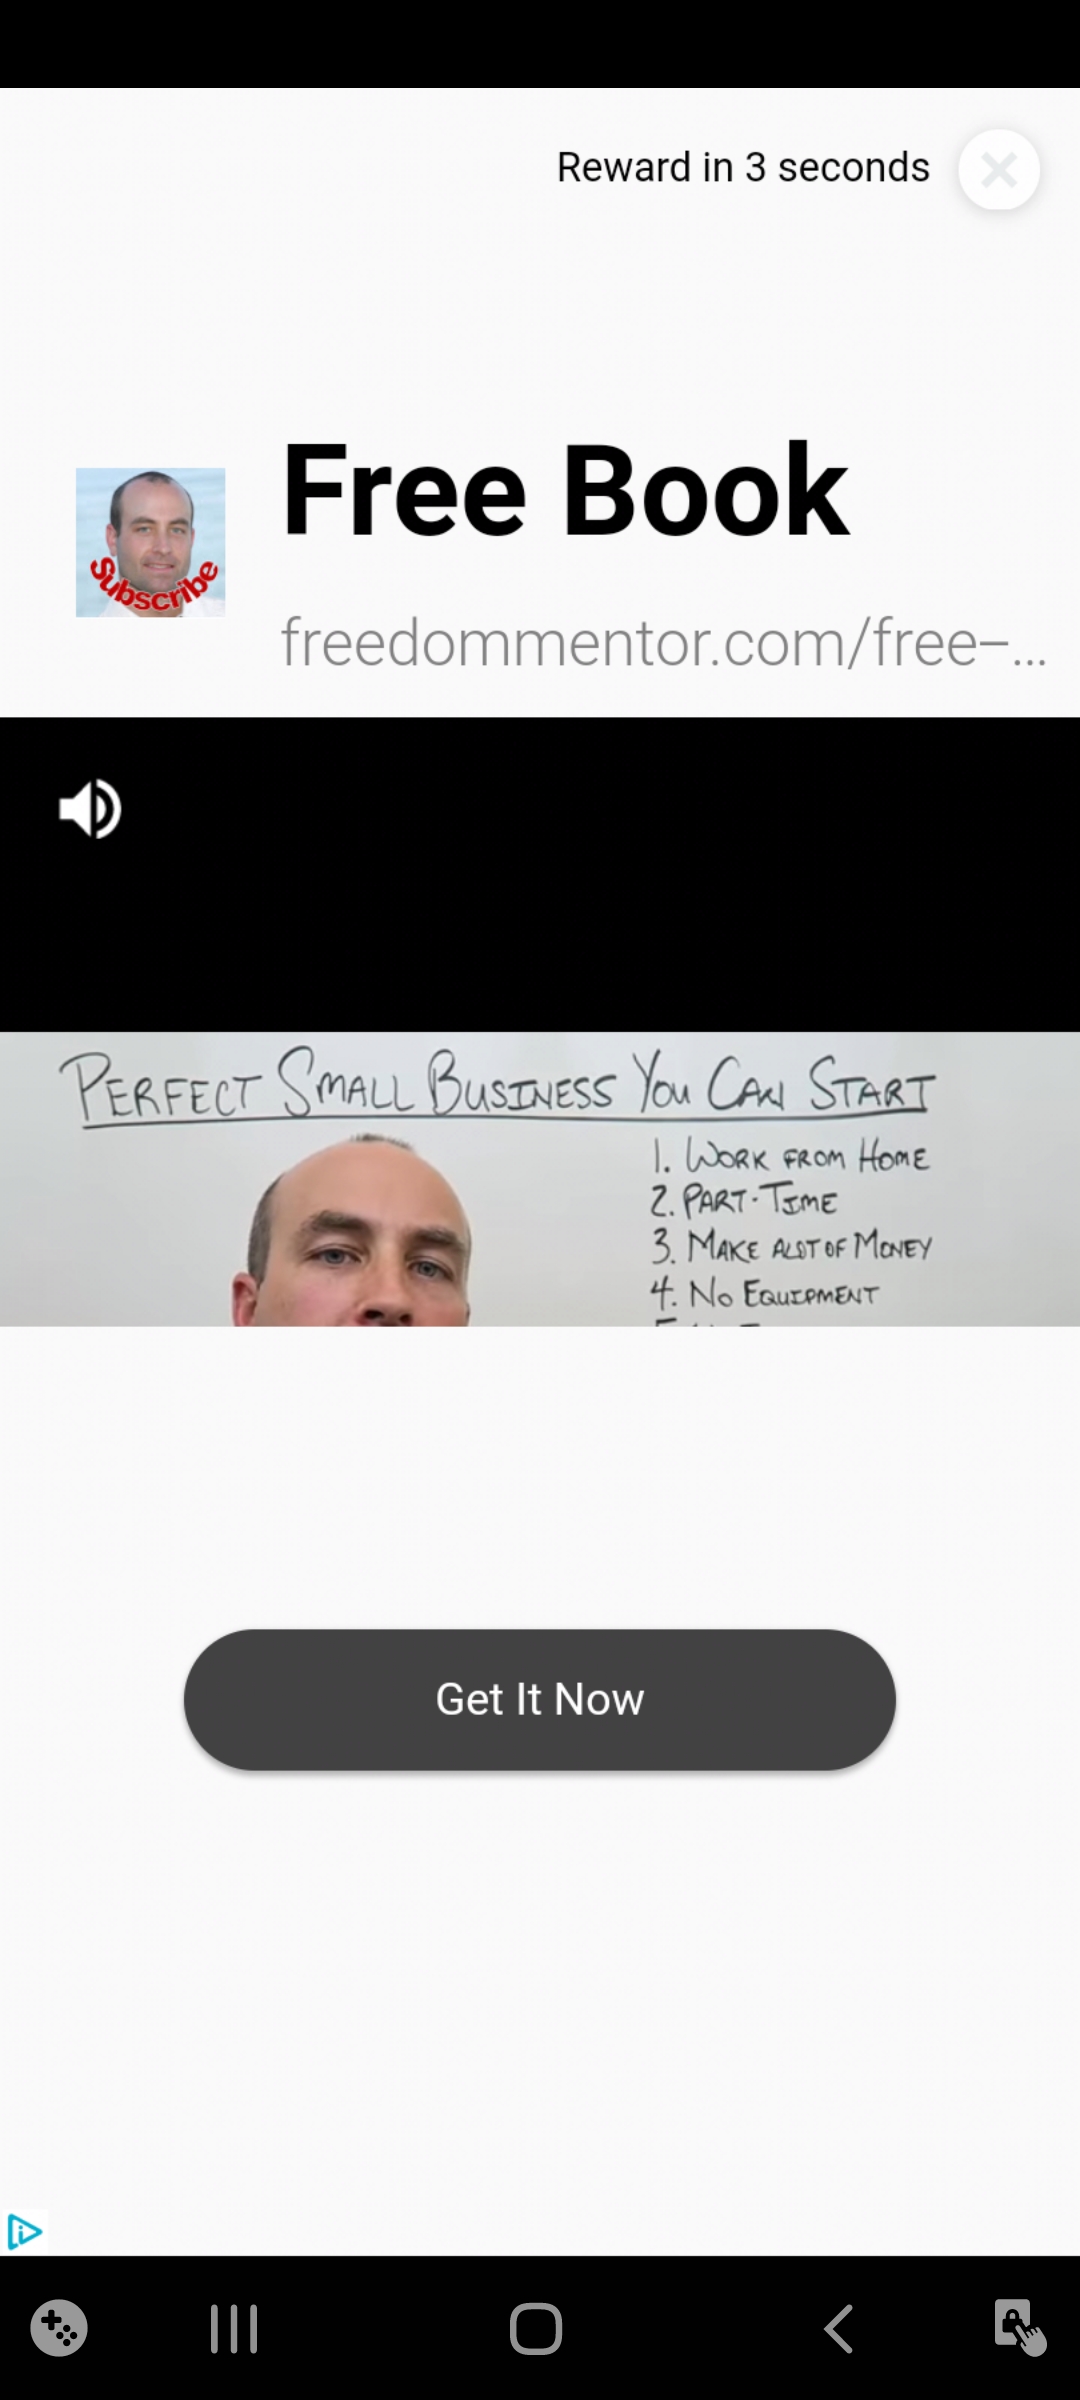 Reward in 3 seconds
Free Book
freedommentor.com/free-...
Subscribe
PERFECT SMALL BUSINESS YOU CAN START
1. WORK FROM HOME
2. PART-TIME
3. MAKE ALOT OF MONEY
4. NO EQUIPMENT
Get It Now